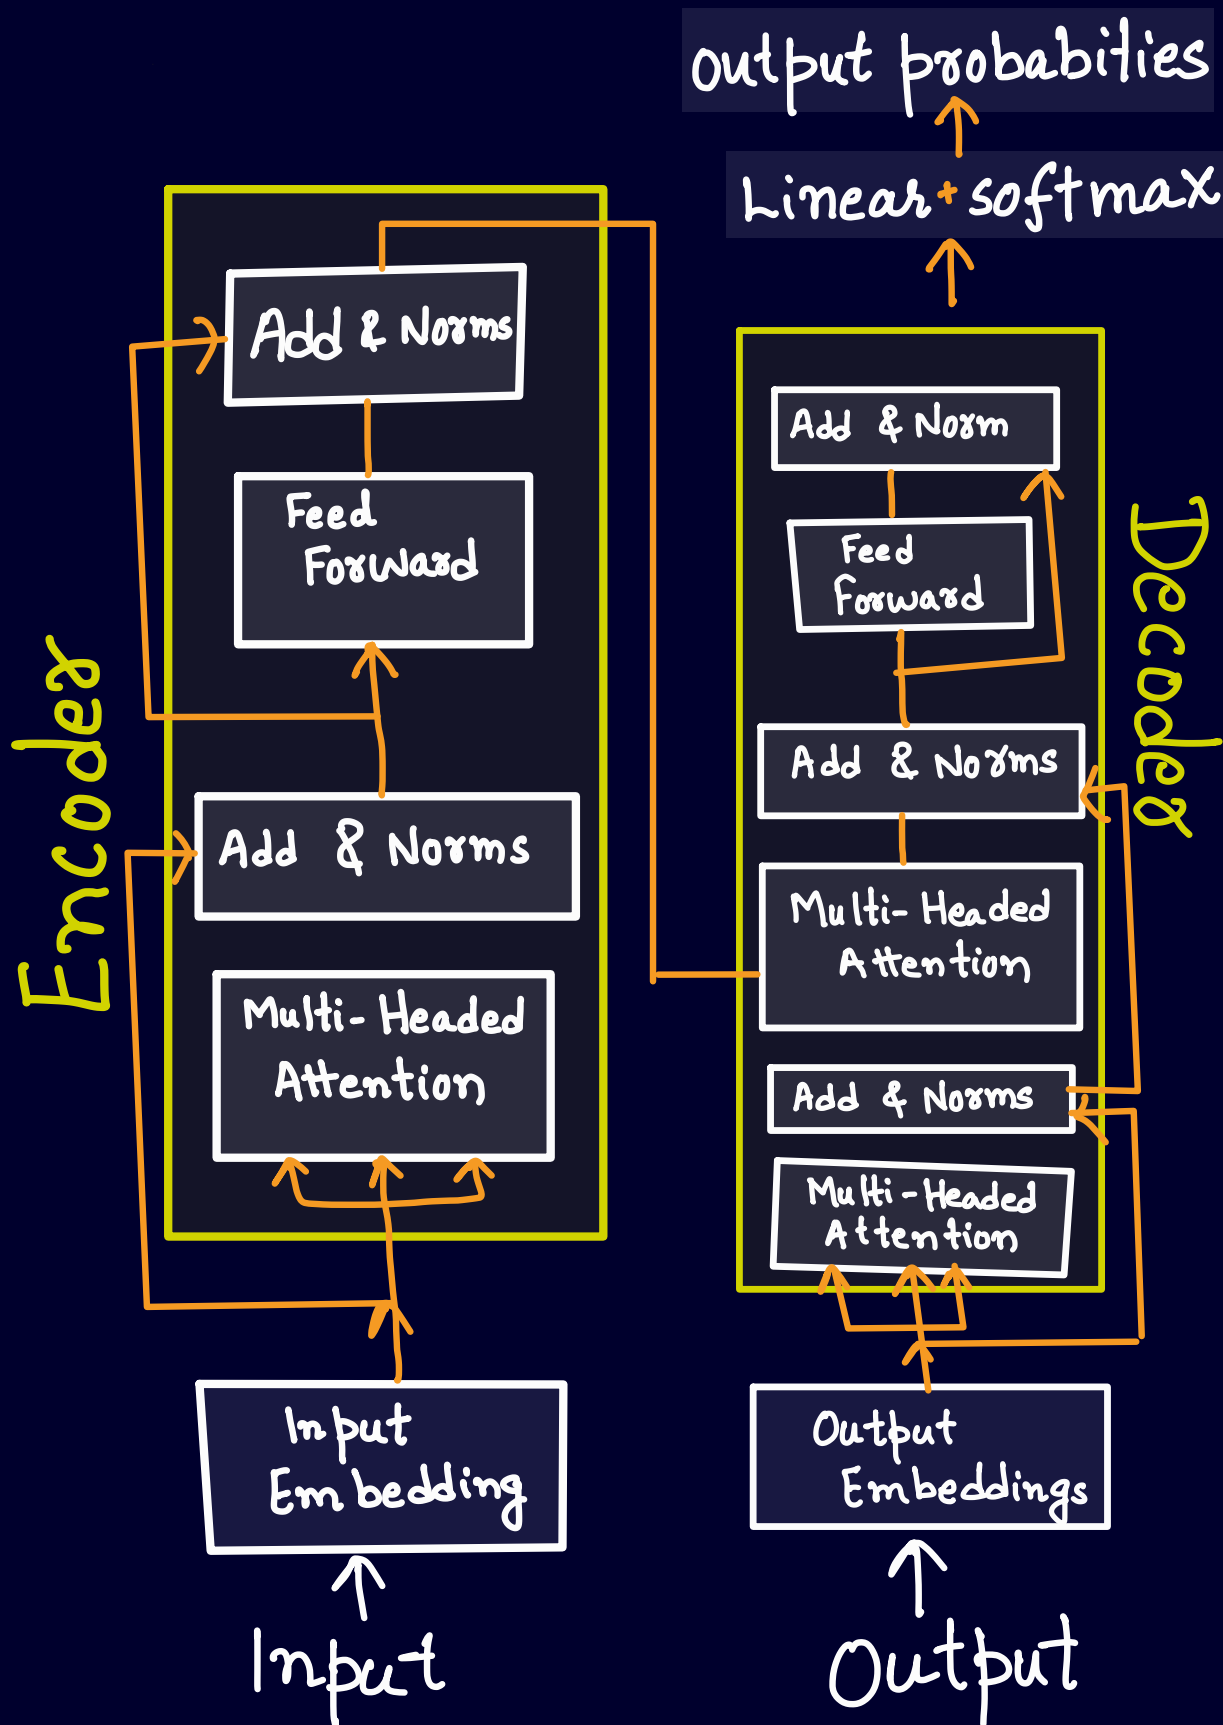 output probabilities
Linear + softmax
Encoder
Add & Norms
Feed
Forward
Add & Norms
Multi-Headed
Attention
Input
Embedding
Input
Decoder
Add & Norm
Feed
Forward
Add & Norms
Multi-Headed
Attention
Add & Norms
Multi-Headed
Attention
Output
Embeddings
Output